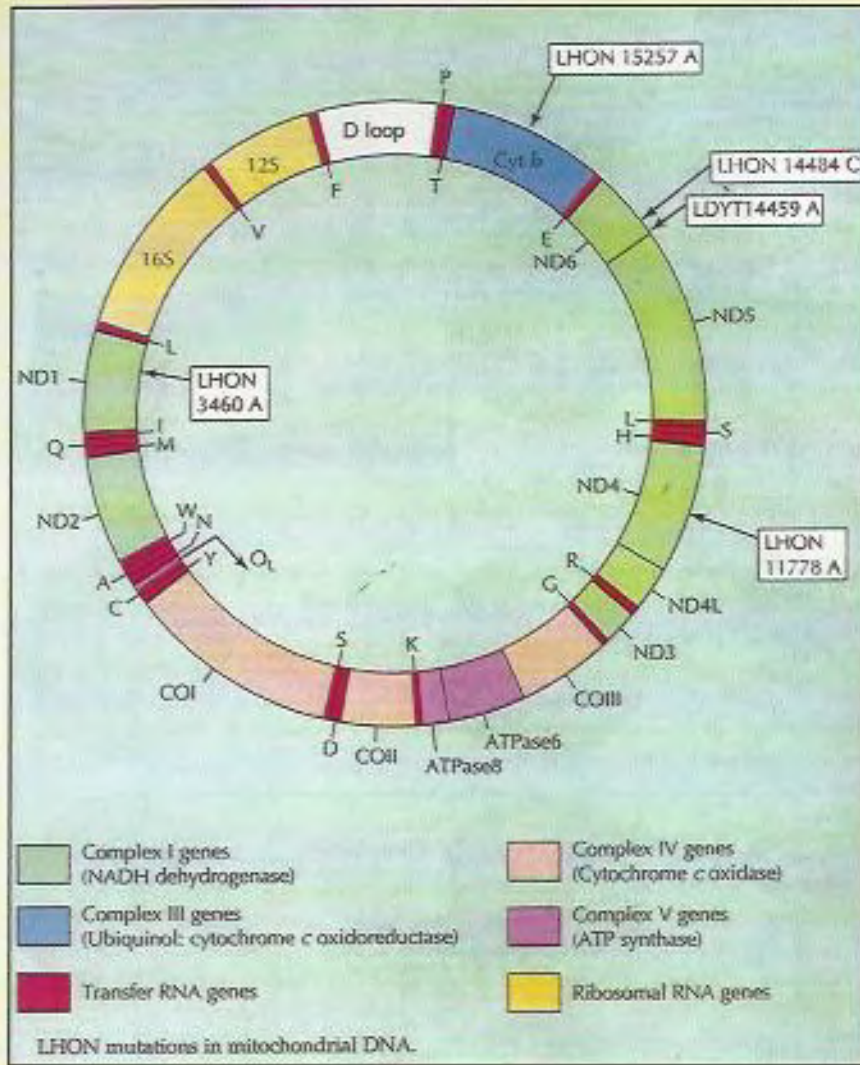 LHON 15257 A
P
D loop
12S
Cyt b
LHON 14484 C
F
T
LDYT14459 A
V
E
16S
ND6
ND5
L
ND1
LHON
3460 A
I
L
S
Q
M
H
ND4
ND2
W
N
LHON
11778 A
A
Y
OL
R
C
G
ND4L
ND3
S
K
COI
COIII
D
COII
ATPase6
ATPase8
Complex I genes
(NADH dehydrogenase)
Complex IV genes
(Cytochrome c oxidase)
Complex III genes
(Ubiquinol: cytochrome c oxidoreductase)
Complex V genes
(ATP synthase)
Transfer RNA genes
Ribosomal RNA genes
LHON mutations in mitochondrial DNA.